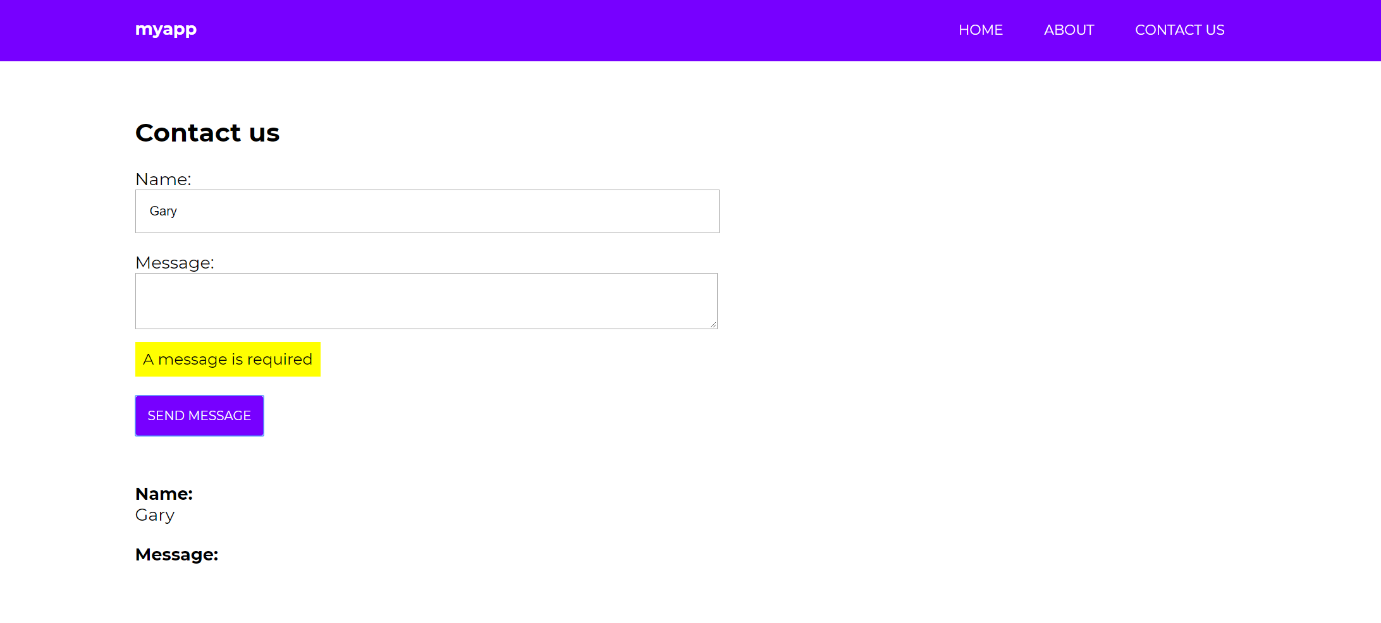 myapp
HOME ABOUT CONTACT US
Contact us
Name:
Gary
Message:
A message is required
SEND MESSAGE
Name:
Gary
Message: